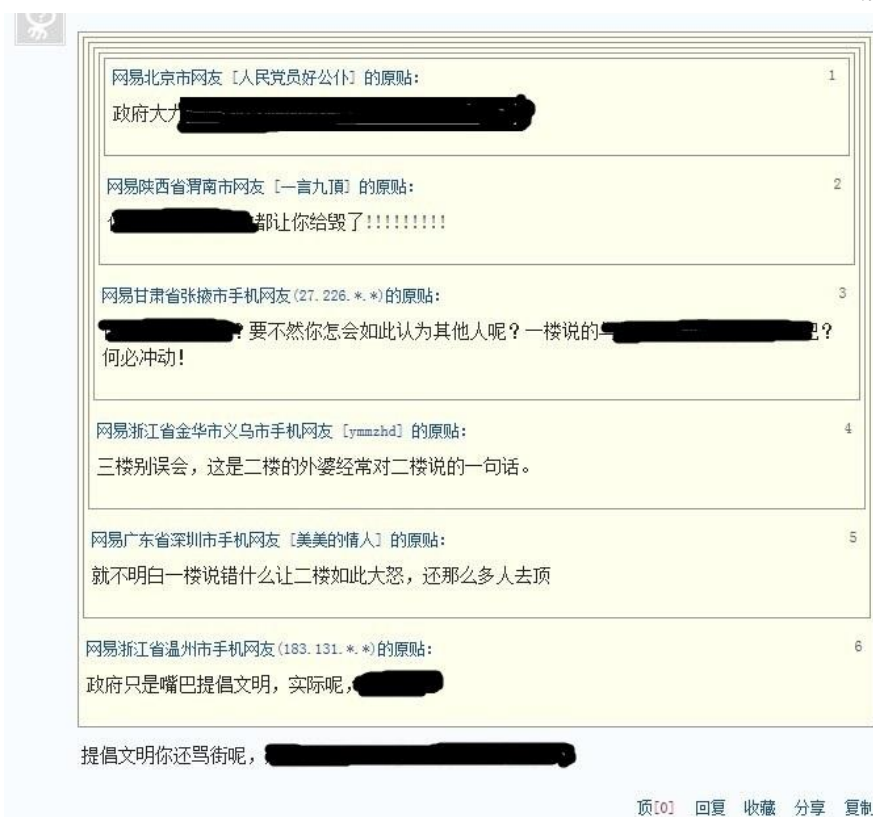 网易北京市网友 [人民党员好公仆] 的原贴: 1
政府大
网易陕西省渭南市网友 [一言九頂] 的原贴: 2
都让你给毁了!!!!!!!!!
网易甘肃省张掖市手机网友(27.226.*.*)的原贴: 3
? 要不然你怎会如此认为其他人呢? 一楼说的 ?
何必冲动!
网易浙江省金华市义乌市手机网友 [ymmzhd] 的原贴: 4
三楼别误会, 这是二楼的外婆经常对二楼说的一句话。
网易广东省深圳市手机网友 [美美的情人] 的原贴: 5
就不明白一楼说错什么让二楼如此大怒, 还那么多人去顶
网易浙江省温州市手机网友(183.131.*.*)的原贴: 6
政府只是嘴巴提倡文明, 实际呢,
提倡文明你还骂街呢,
顶[0] 回复 收藏 分享 复制